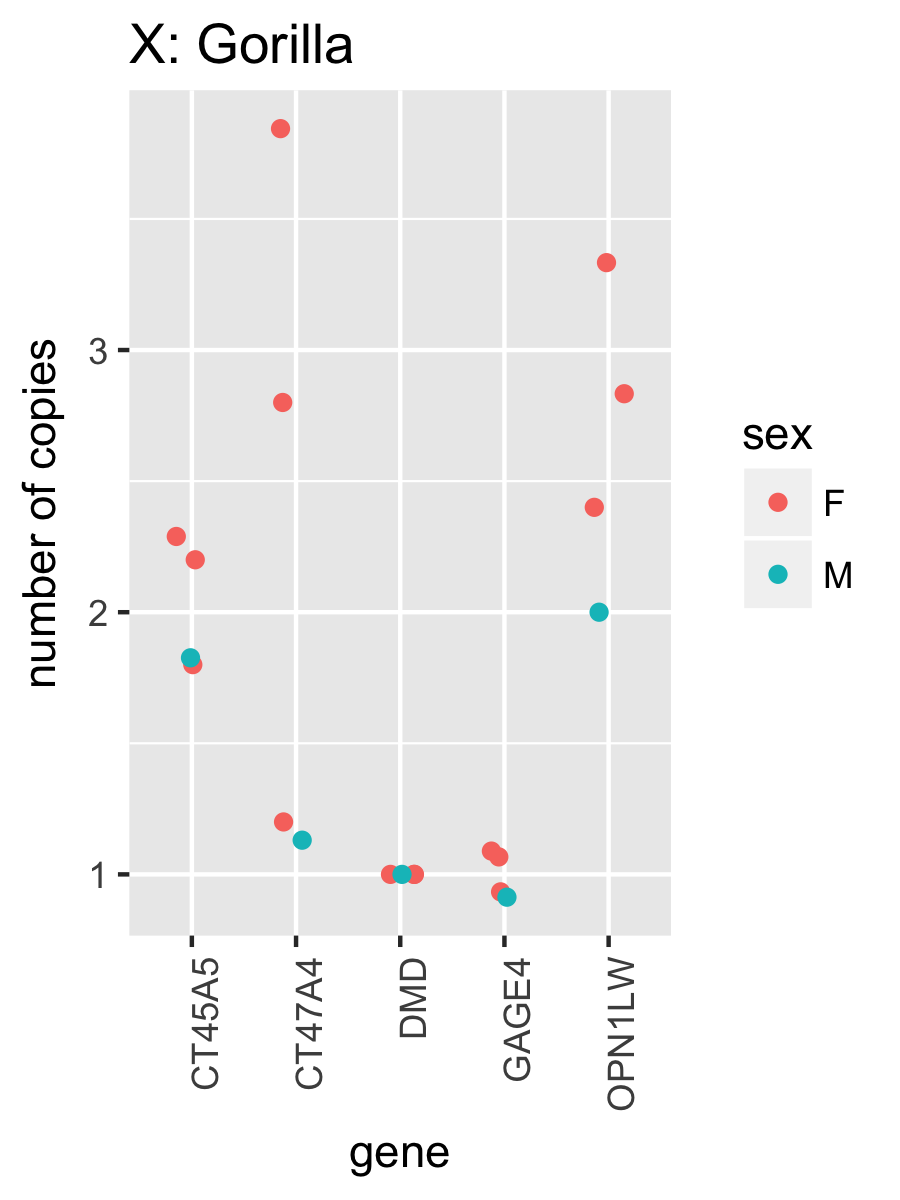 X: Gorilla
number of copies
3
2
1
CT45A5
CT47A4
DMD
GAGE4
OPN1LW
gene
sex
F
M